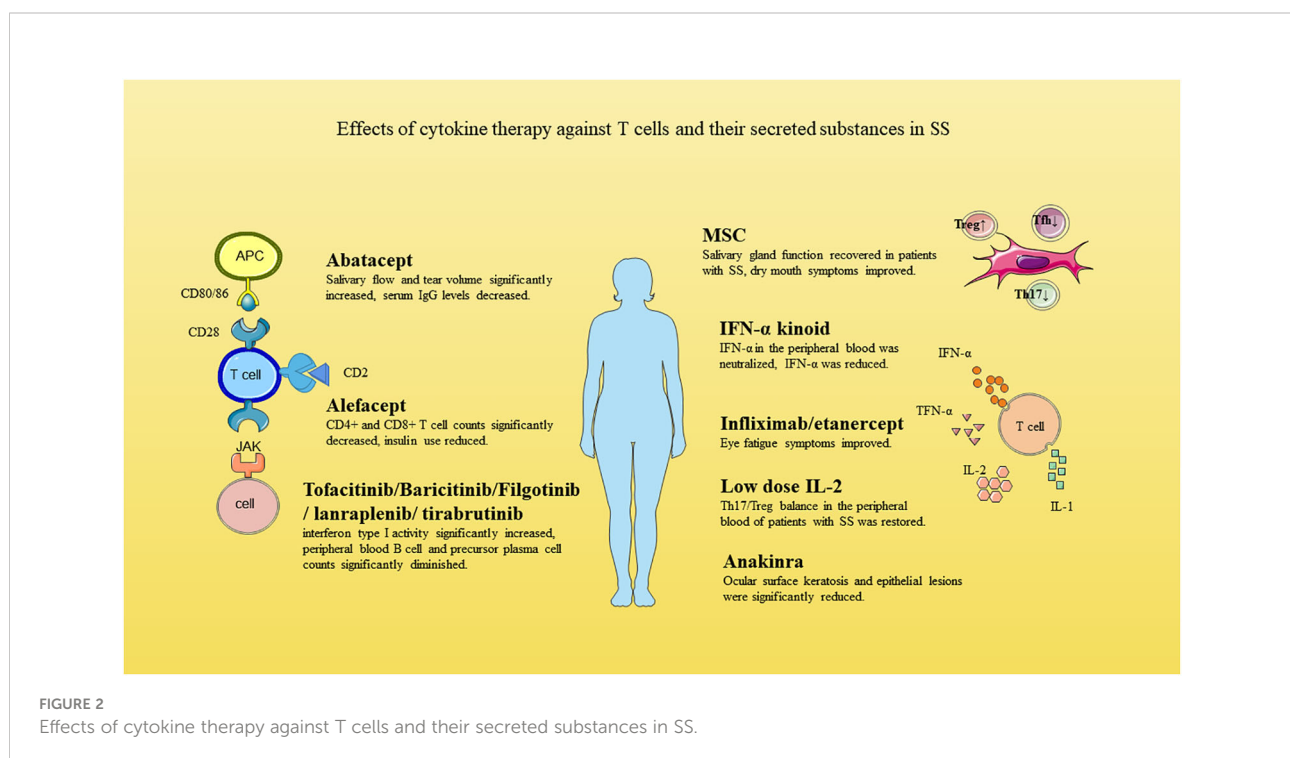 Effects of cytokine therapy against T cells and their secreted substances in SS
APC
CD80/86
CD28
T cell
CD2
JAK
cell
Abatacept
Salivary flow and tear volume significantly
increased, serum IgG levels decreased.
Alefacept
CD4+ and CD8+ T cell counts significantly
decreased, insulin use reduced.
Tofacitinib/Baricitinib/Filgotinib
/ lanraplenib/ tirabrutinib
interferon type I activity significantly increased,
peripheral blood B cell and precursor plasma cell
counts significantly diminished.
MSC
Salivary gland function recovered in patients
with SS, dry mouth symptoms improved.
Treg↑
Tfh↓
Th17↓
IFN-α kinoid
IFN-α in the peripheral blood was
neutralized, IFN-α was reduced.
Infliximab/etanercept
Eye fatigue symptoms improved.
Low dose IL-2
Th17/Treg balance in the peripheral
blood of patients with SS was restored.
Anakinra
Ocular surface keratosis and epithelial lesions
were significantly reduced.
IFN-α
TFN-α
T cell
IL-2
IL-1
FIGURE 2
Effects of cytokine therapy against T cells and their secreted substances in SS.